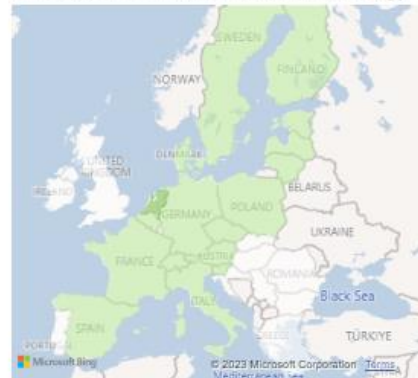 SWEDEN
FINLAND
NORWAY
DENMARK
UNITED
KINGDOM
IRELAND
BELARUS
POLAND
GERMANY
UKRAINE
FRANCE
AUSTRIA
ROMANIA
ITALY
Black Sea
SPAIN
PORTUGAL
GREECE
TÜRKIYE
Microsoft Bing
© 2023 Microsoft Corporation Terms
Mediterranean Sea